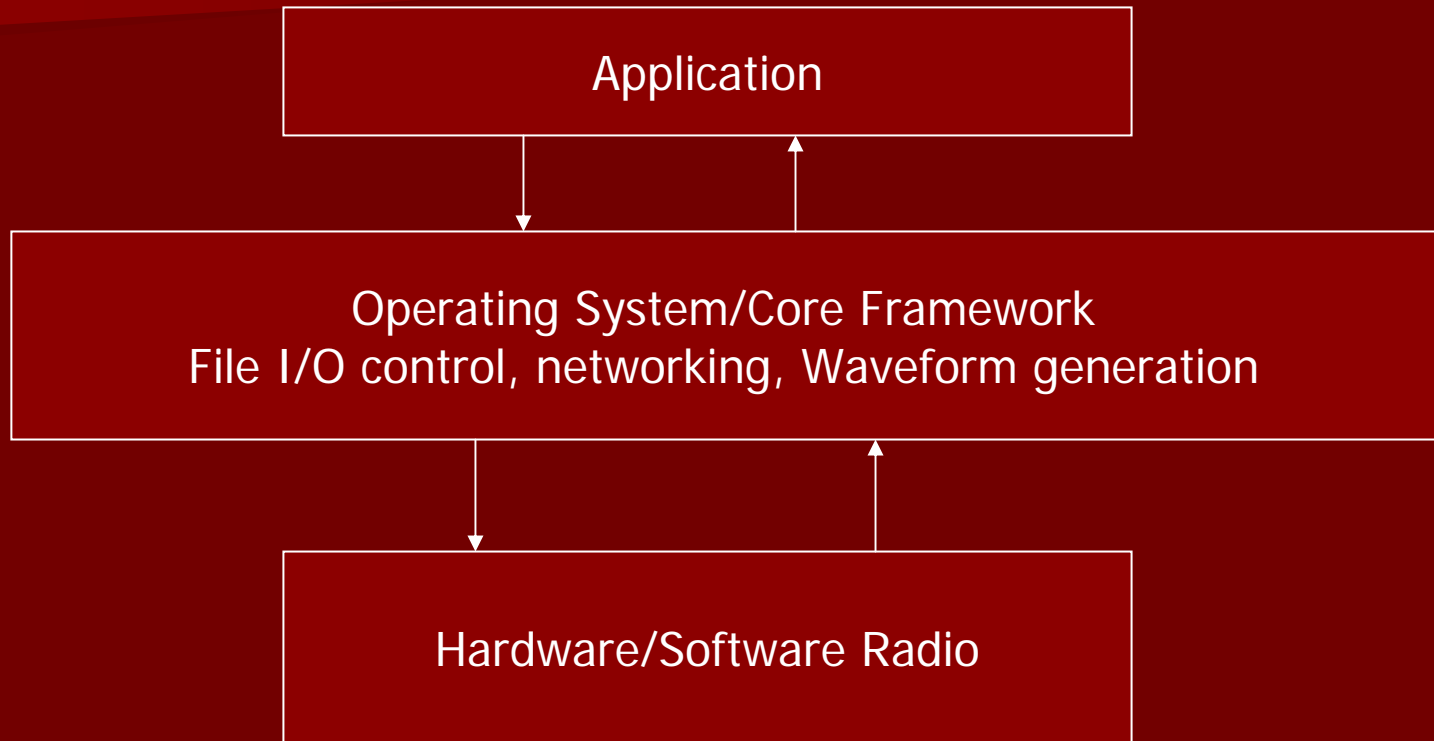 Application
Operating System/Core Framework
File I/O control, networking, Waveform generation
Hardware/Software Radio